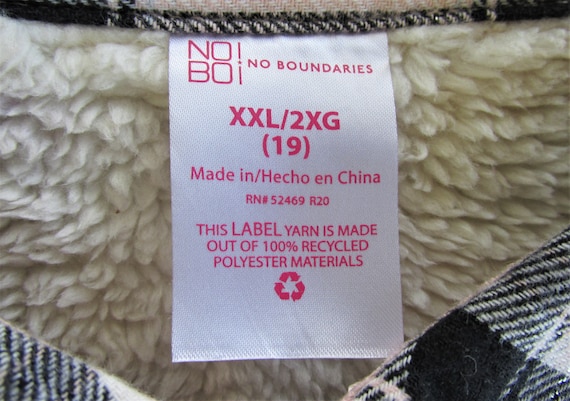 NO
BOi NO BOUNDARIES
XXL/2XG
(19)
Made in/Hecho en China
RN# 52469 R20
THIS LABEL YARN IS MADE
OUT OF 100% RECYCLED
POLYESTER MATERIALS